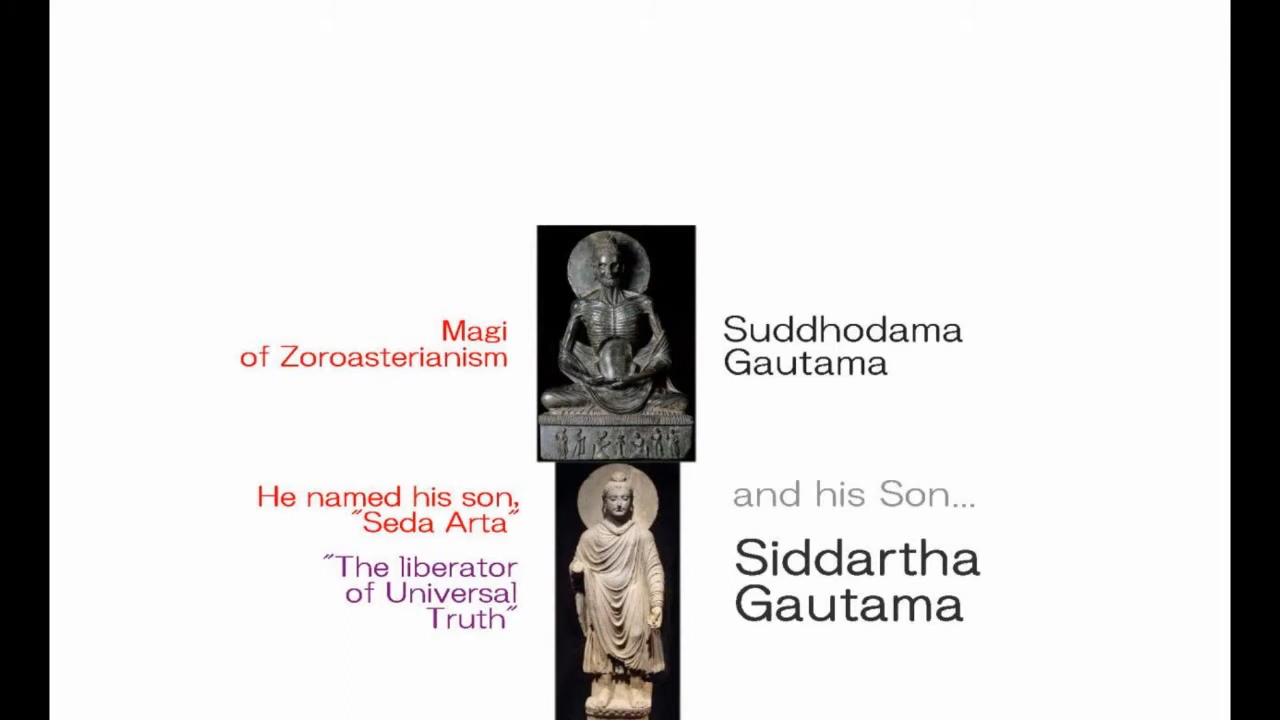 Magi
of Zoroasterianism
Suddhodama
Gautama
He named his son,
"Seda Arta"
"The liberator
of Universal
Truth"
and his Son...
Siddartha
Gautama